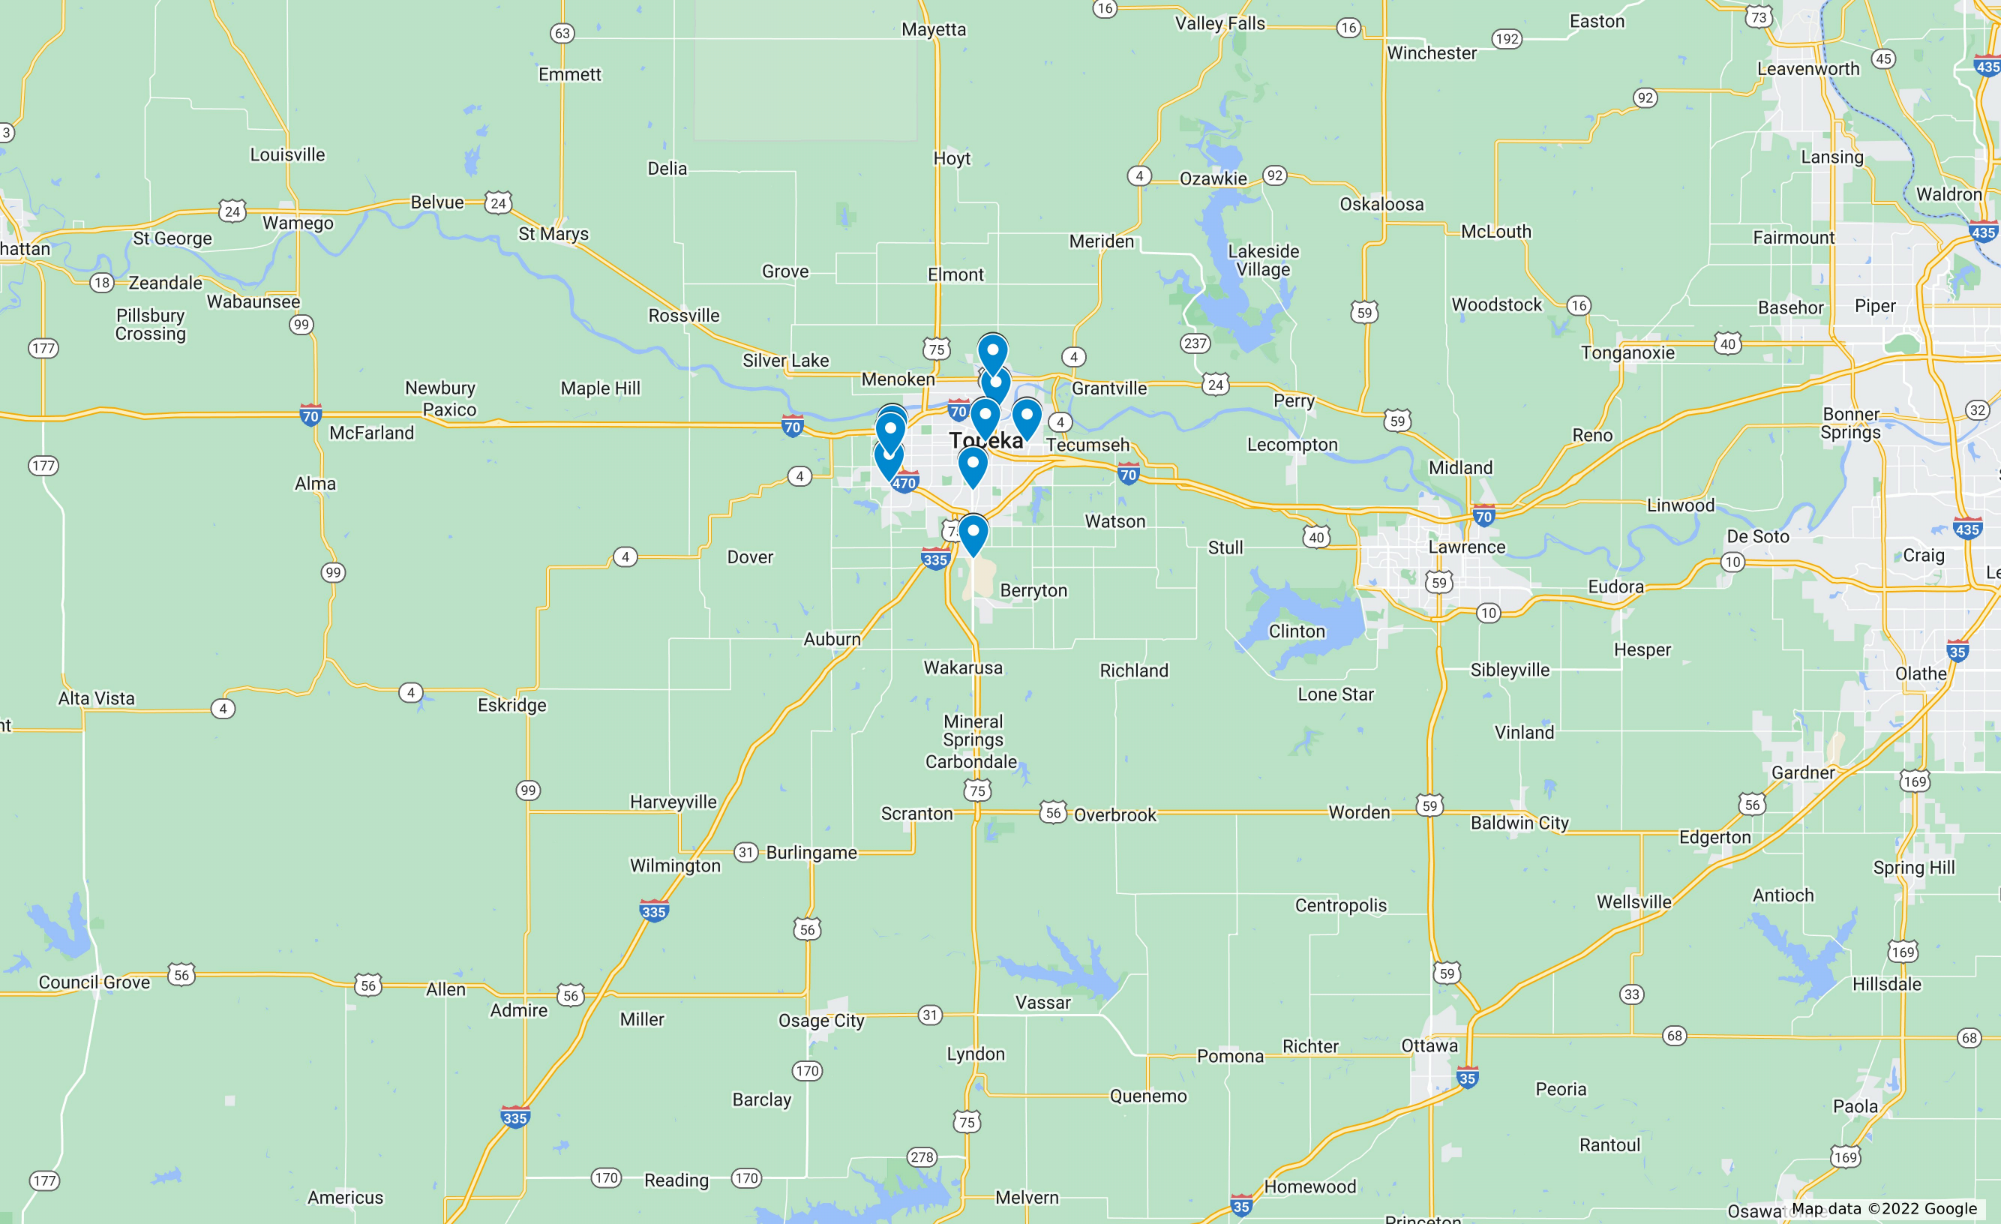 16
73
Valley Falls
Easton
63
Mayetta
16
192
Winchester
45
435
Emmett
Leavenworth
92
3
Louisville
Hoyt
Lansing
Delia
4
Ozawkie
92
Waldron
Belvue
24
Oskaloosa
24
Wamego
435
St Marys
McLouth
St George
hattan
Meriden
Fairmount
Lakeside
Village
Grove
Elmont
18
Zeandale
Wabaunsee
Woodstock
16
Basehor
Piper
Pillsbury
Crossing
99
Rossville
59
177
75
237
40
Tonganoxie
4
Silver Lake
Menoken
24
Grantville
Newbury
Maple Hill
Perry
Paxico
70
70
70
4
59
Bonner
Springs
32
McFarland
Reno
Topeka
Tecumseh
Lecompton
177
Midland
4
70
470
Alma
Linwood
70
Watson
435
75
40
De Soto
Stull
Lawrence
Dover
4
335
Craig
10
99
59
Le
Berryton
Eudora
10
Clinton
Auburn
Hesper
35
Wakarusa
Richland
Sibleyville
Olathe
4
Alta Vista
Lone Star
4
Eskridge
nt
Mineral
Springs
Vinland
Carbondale
Gardner
169
99
75
Harveyville
59
56
Scranton
56
Overbrook
Worden
Baldwin City
Edgerton
31
Burlingame
Wilmington
Spring Hill
Antioch
Wellsville
Centropolis
335
56
169
56
59
Council Grove
56
Allen
56
Hillsdale
33
Vassar
Admire
Miller
Osage City
31
68
68
Ottawa
Richter
Lyndon
Pomona
170
35
Peoria
Quenemo
Barclay
Paola
335
75
Rantoul
278
169
177
170
Reading
170
Homewood
Americus
Melvern
35
Osawatomie
Princeton
Map data ©2022 Google